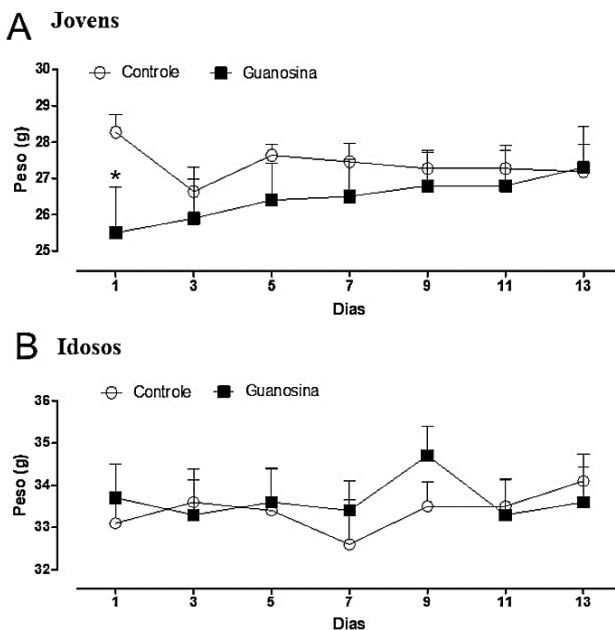 A Jovens
Controle Guanosina
30
29
28
27
26
25
Peso (g)
*
1 3 5 7 9 11 13
Dias
B Idosos
Controle Guanosina
36
35
34
33
32
Peso (g)
1 3 5 7 9 11 13
Dias